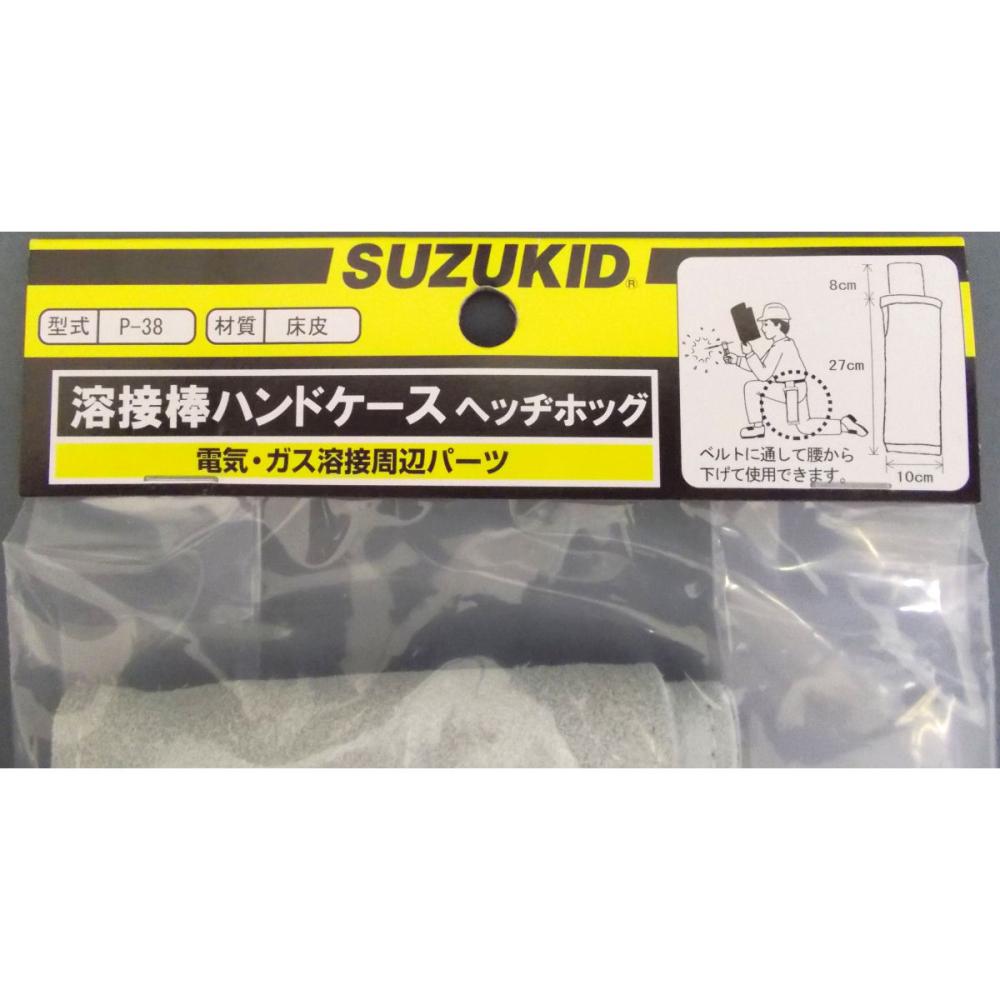 SUZUKID®
型式 P-38 材質 床皮
溶接棒ハンドケース ヘッヂホッグ
電気・ガス溶接周辺パーツ
8cm
27cm
10cm
ベルトに通して腰から
下げて使用できます。